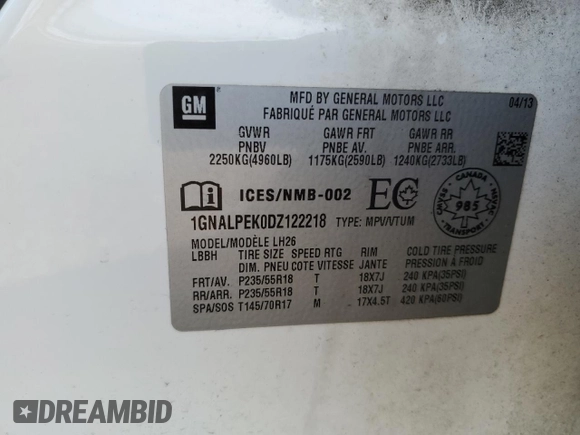 GM
MFD BY GENERAL MOTORS LLC 04/13
FABRIQUÉ PAR GENERAL MOTORS LLC
GVWR GAWR FRT GAWR RR
PNBV PNBE AV. PNBE ARR.
2250KG(4960LB) 1175KG(2590LB) 1240KG(2733LB)
ICES/NMB-002 EC
CANADA
CMVSS 985 NSVAC
TRANSPORT
1GNALPEK0DZ122218 TYPE: MPV/VTUM
MODEL/MODÈLE LH26
LBBH TIRE SIZE SPEED RTG RIM COLD TIRE PRESSURE
DIM. PNEU COTE VITESSE JANTE PRESSION À FROID
FRT/AV. P235/55R18 T 18X7J 240 KPA(35PSI)
RR/ARR. P235/55R18 T 18X7J 240 KPA(35PSI)
SPA/SOS T145/70R17 M 17X4.5T 420 KPA(60PSI)
DREAMBID